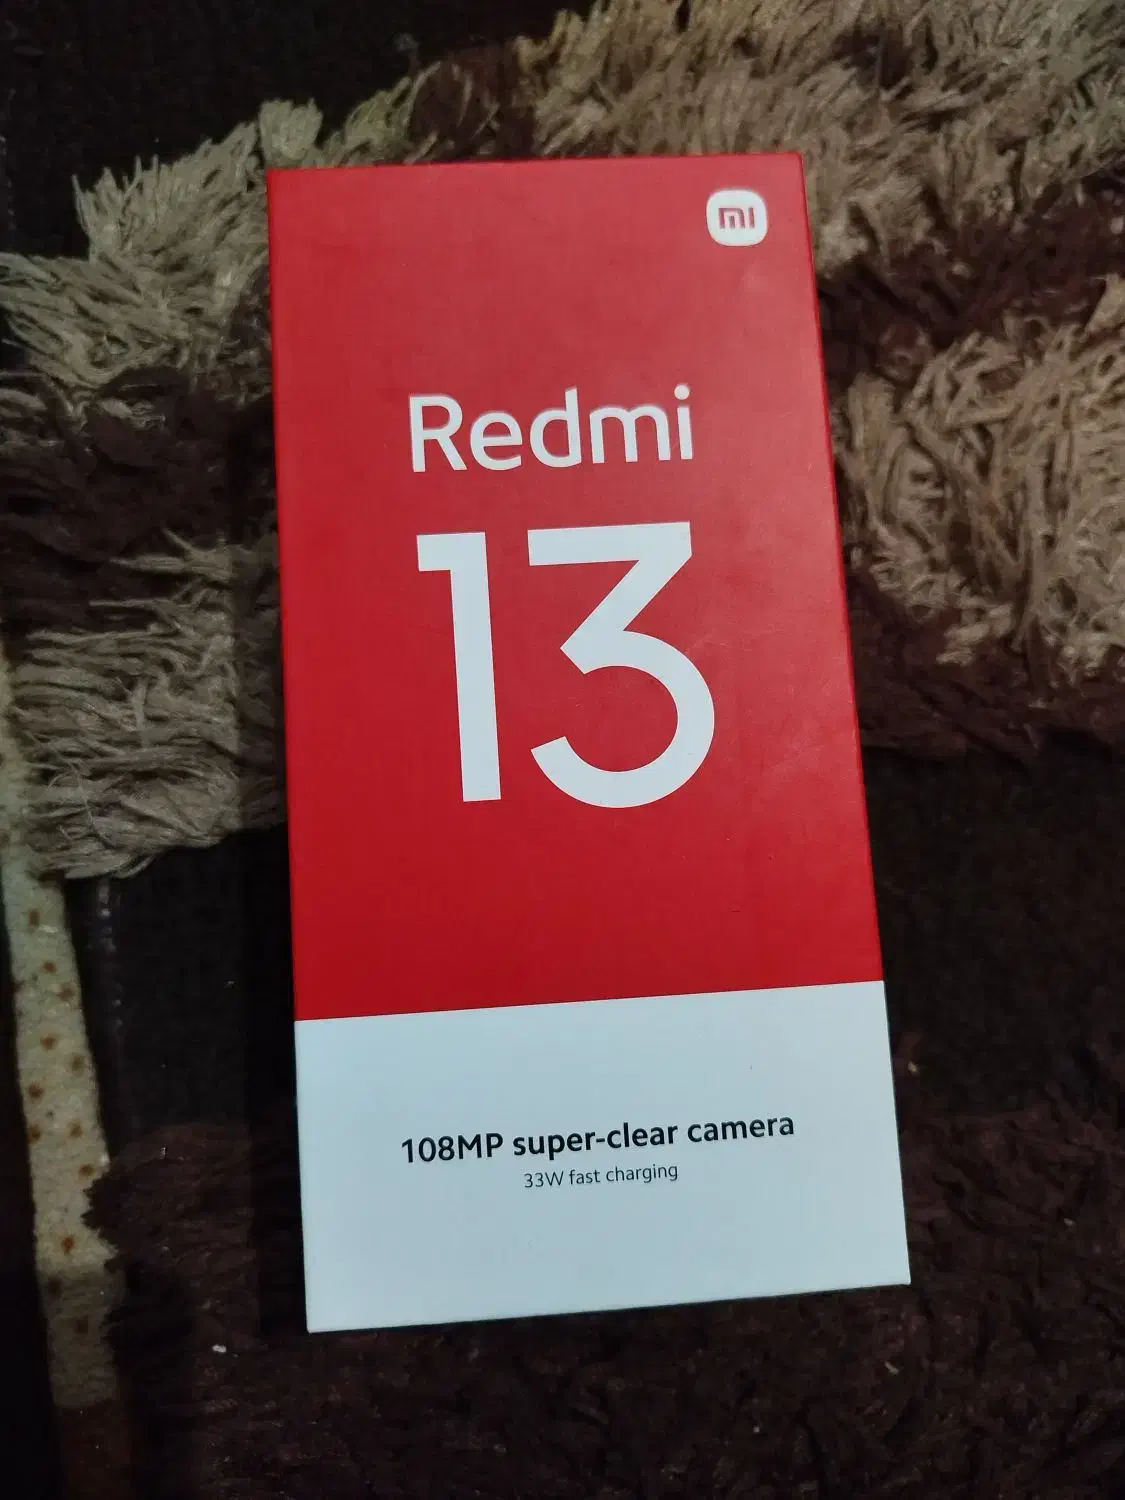 mi
Redmi
13
108MP super-clear camera
33W fast charging